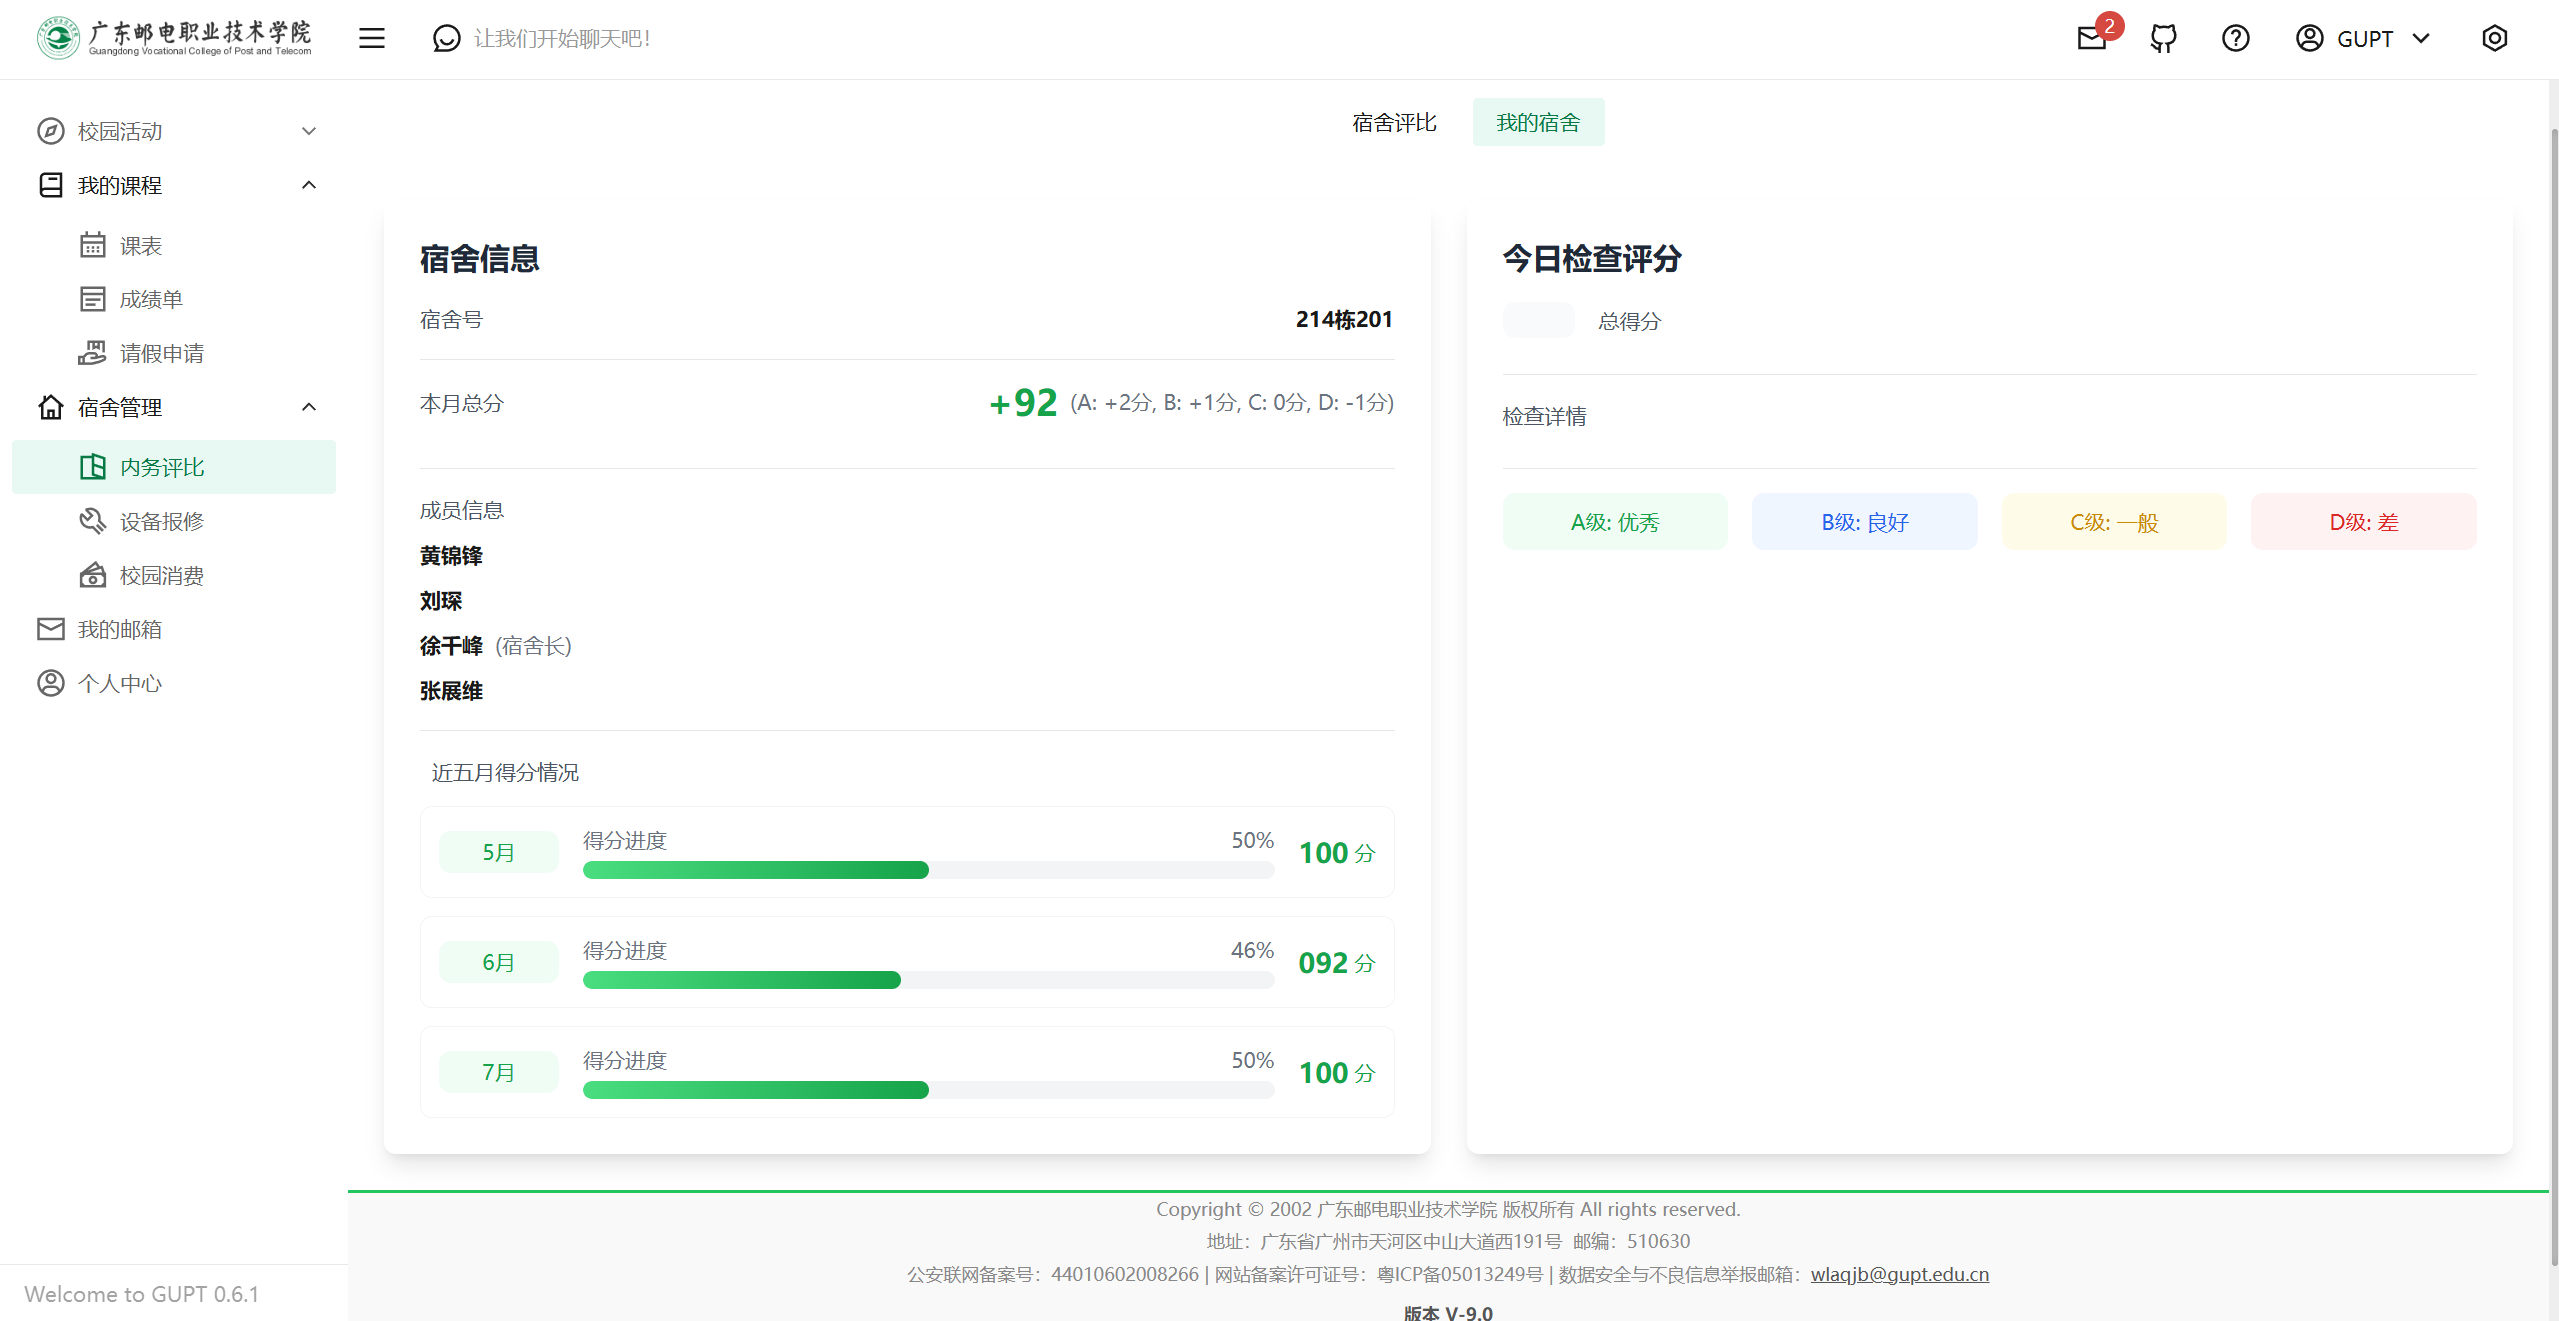 广东邮电职业技术学院
Guangdong Vocational College of Post and Telecom
让我们开始聊天吧!
2
GUPT
校园活动
我的课程
课表
成绩单
请假申请
宿舍管理
内务评比
设备报修
校园消费
我的邮箱
个人中心
Welcome to GUPT 0.6.1
宿舍评比
我的宿舍
宿舍信息
宿舍号
214栋201
本月总分
+92 (A: +2分, B: +1分, C: 0分, D: -1分)
成员信息
黄锦锋
刘琛
徐千峰 (宿舍长)
张展维
近五月得分情况
5月
得分进度
50%
100 分
6月
得分进度
46%
092 分
7月
得分进度
50%
100 分
今日检查评分
总得分
检查详情
A级: 优秀
B级: 良好
C级: 一般
D级: 差
Copyright © 2002 广东邮电职业技术学院 版权所有 All rights reserved.
地址：广东省广州市天河区中山大道西191号 邮编：510630
公安联网备案号：44010602008266 | 网站备案许可证号：粤ICP备05013249号 | 数据安全与不良信息举报邮箱：wlaqjb@gupt.edu.cn
版本 V-9.0